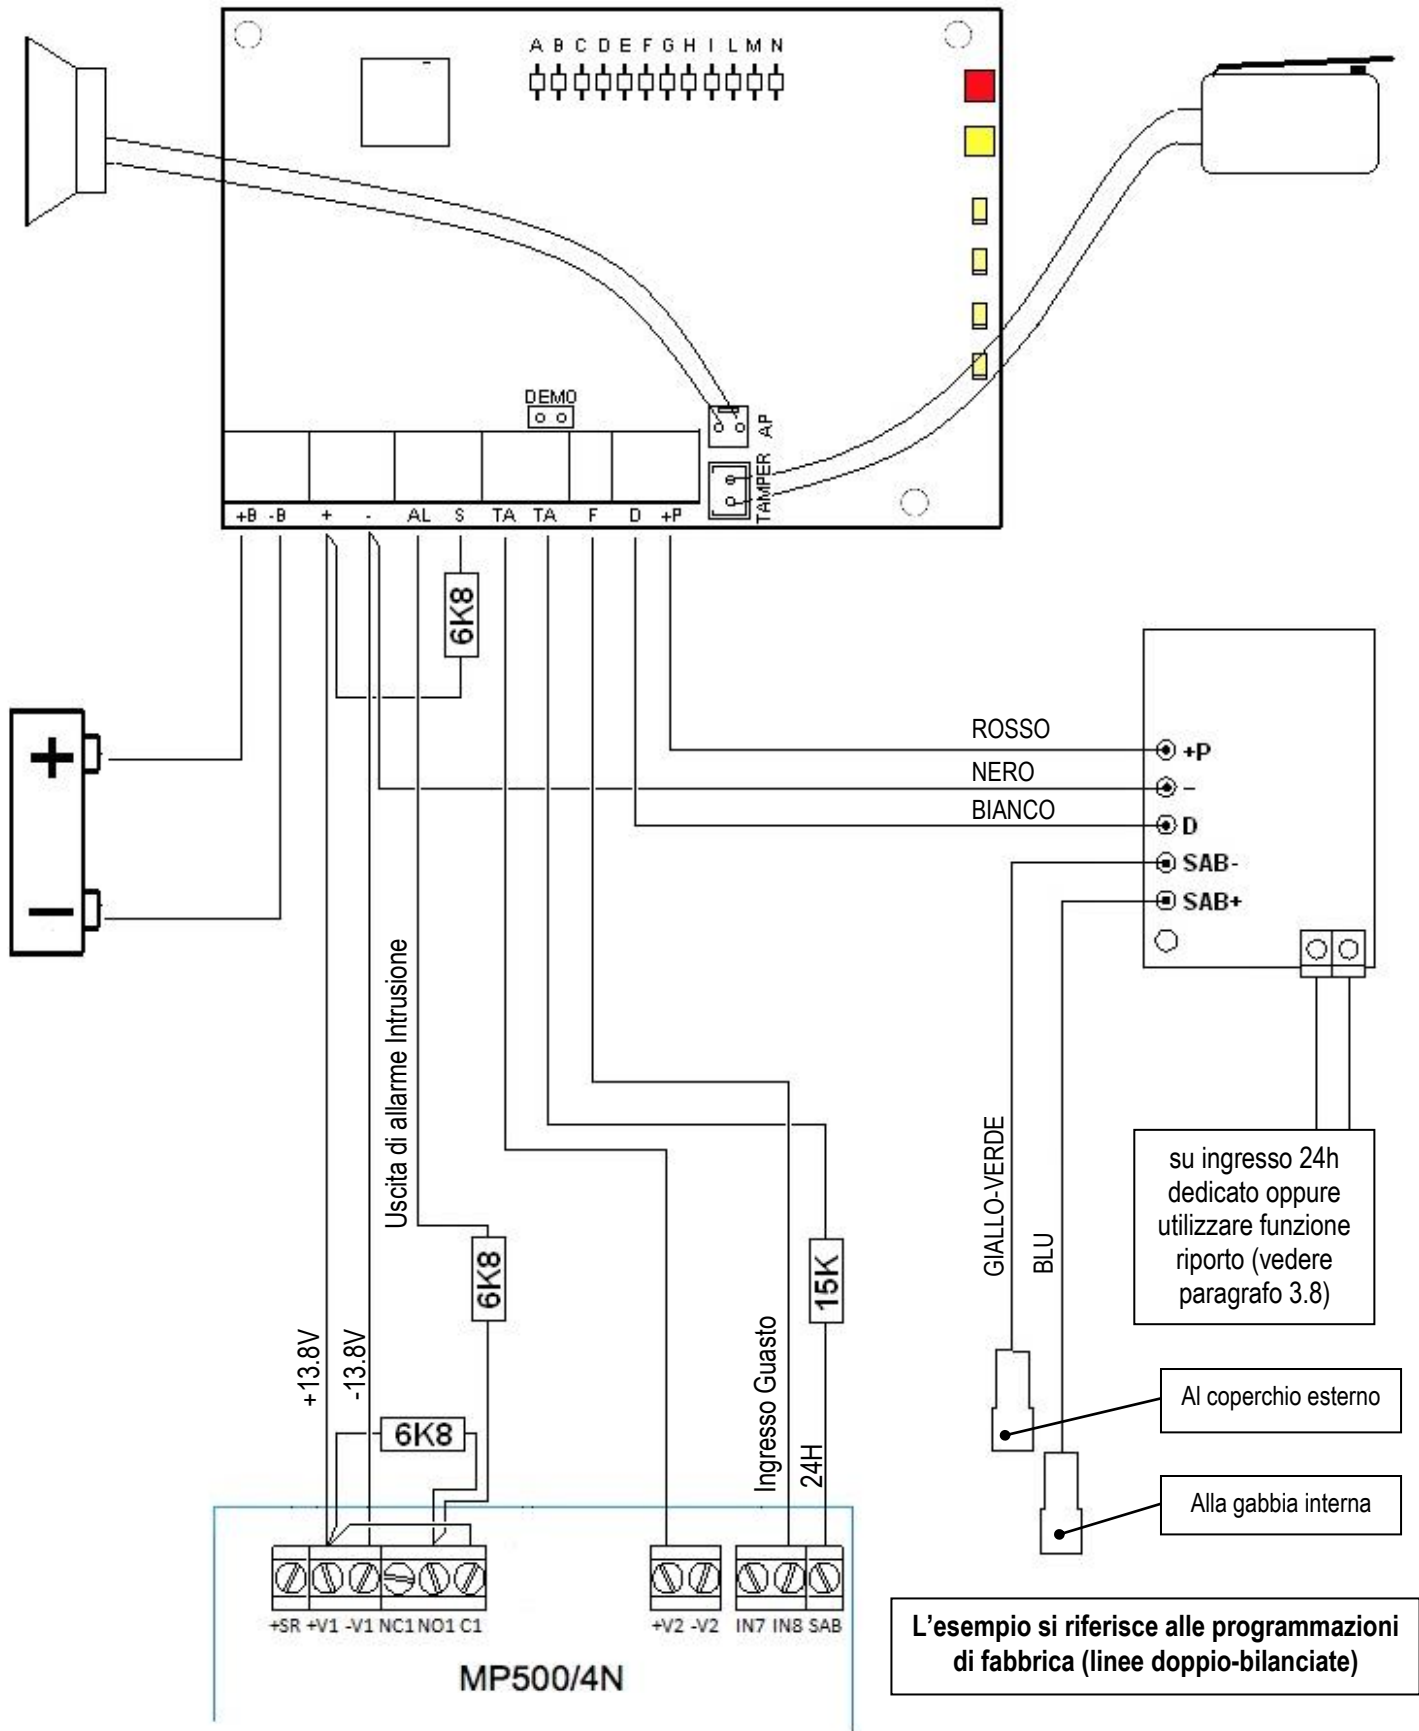 A B C D E F G H I L M N
DEMO
AP
TAMPER
+B -B + - AL S TA TA F D +P
6K8
ROSSO
+P
NERO
–
BIANCO
D
SAB-
SAB+
+
–
Uscita di allarme Intrusione
GIALLO-VERDE
BLU
su ingresso 24h
dedicato oppure
utilizzare funzione
riporto (vedere
paragrafo 3.8)
6K8
15K
+13.8V
-13.8V
Ingresso Guasto
24H
6K8
Al coperchio esterno
Alla gabbia interna
+SR +V1 -V1 NC1 NO1 C1
+V2 -V2
IN7 IN8 SAB
MP500/4N
L'esempio si riferisce alle programmazioni
di fabbrica (linee doppio-bilanciate)